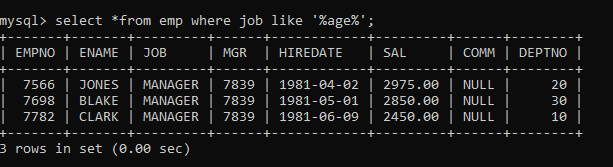 mysql> select *from emp where job like '%age%';
+-------+-------+---------+------+------------+---------+------+--------+
| EMPNO | ENAME | JOB     | MGR  | HIREDATE   | SAL     | COMM | DEPTNO |
+-------+-------+---------+------+------------+---------+------+--------+
|  7566 | JONES | MANAGER | 7839 | 1981-04-02 | 2975.00 | NULL |     20 |
|  7698 | BLAKE | MANAGER | 7839 | 1981-05-01 | 2850.00 | NULL |     30 |
|  7782 | CLARK | MANAGER | 7839 | 1981-06-09 | 2450.00 | NULL |     10 |
+-------+-------+---------+------+------------+---------+------+--------+
3 rows in set (0.00 sec)